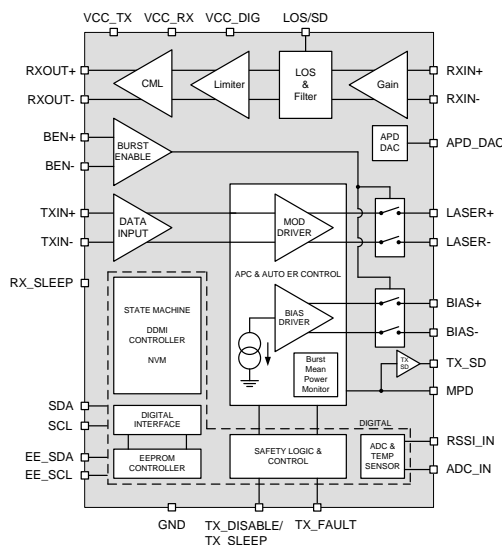 VCC_TX
VCC_RX
VCC_DIG
LOS/SD
RXOUT+
RXOUT-
CML
Limiter
LOS
&
Filter
Gain
RXIN+
RXIN-
BEN+
BEN-
BURST
ENABLE
APD
DAC
APD_DAC
TXIN+
TXIN-
DATA
INPUT
MOD
DRIVER
LASER+
LASER-
RX_SLEEP
APC & AUTO ER CONTROL
STATE MACHINE
DDMI
CONTROLLER
NVM
BIAS
DRIVER
BIAS+
BIAS-
Burst
Mean
Power
Monitor
TX
SD
TX_SD
MPD
SDA
SCL
DIGITAL
INTERFACE
DIGITAL
EE_SDA
EE_SCL
EEPROM
CONTROLLER
SAFETY LOGIC &
CONTROL
ADC &
TEMP
SENSOR
RSSI_IN
ADC_IN
GND
TX_DISABLE/
TX_SLEEP
TX_FAULT